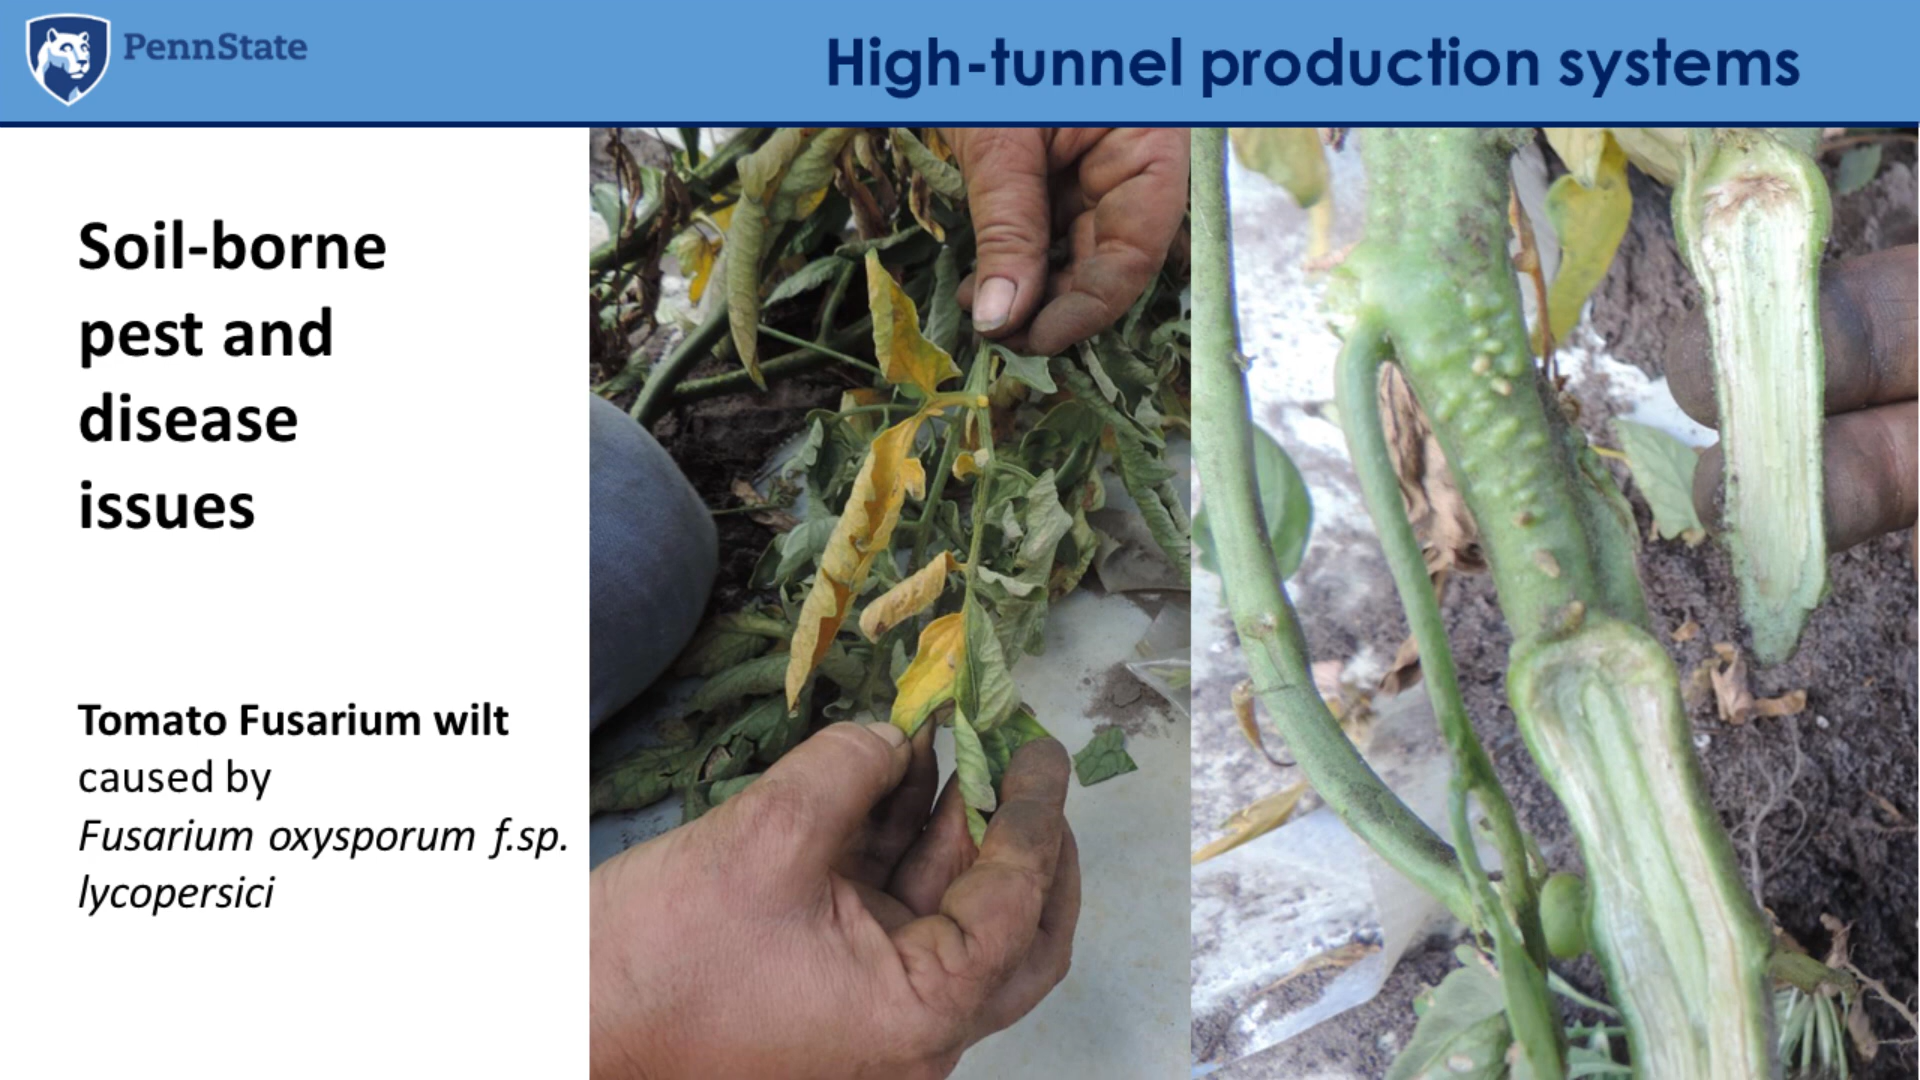 PennState
High-tunnel production systems
Soil-borne
pest and
disease
issues
Tomato Fusarium wilt
caused by
Fusarium oxysporum f.sp.
lycopersici